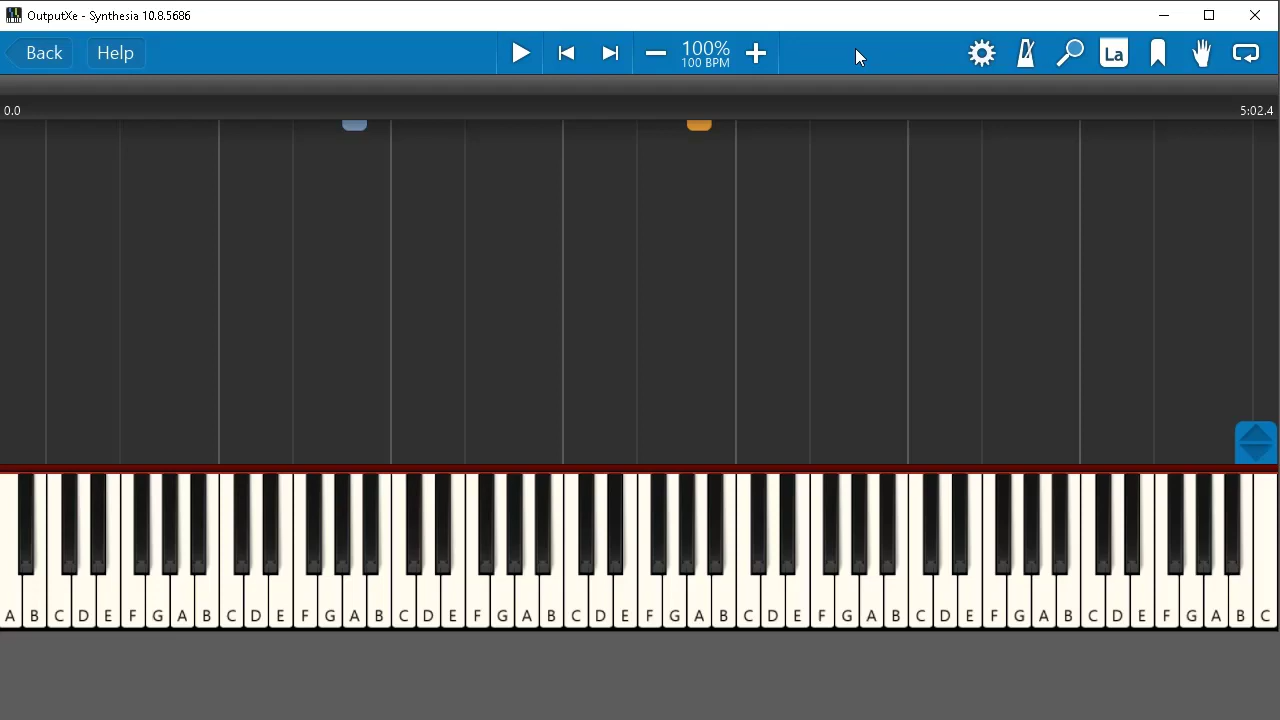 OutputXe - Synthesia 10.8.5686
Back
Help
100%
100 BPM
La
0.0
5:02.4
A B C D E F G A B C D E F G A B C D E F G A B C D E F G A B C D E F G A B C D E F G A B C D E F G A B C